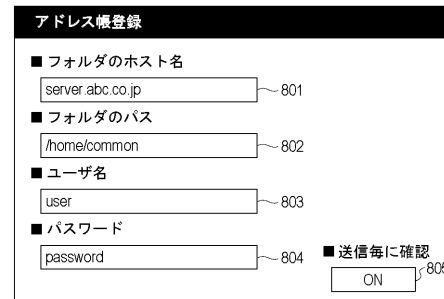 アドレス帳登録
■ フォルダのホスト名
server.abc.co.jp 801
■ フォルダのパス
/home/common 802
■ ユーザ名
user 803
■ パスワード
password 804
■ 送信毎に確認
ON 805